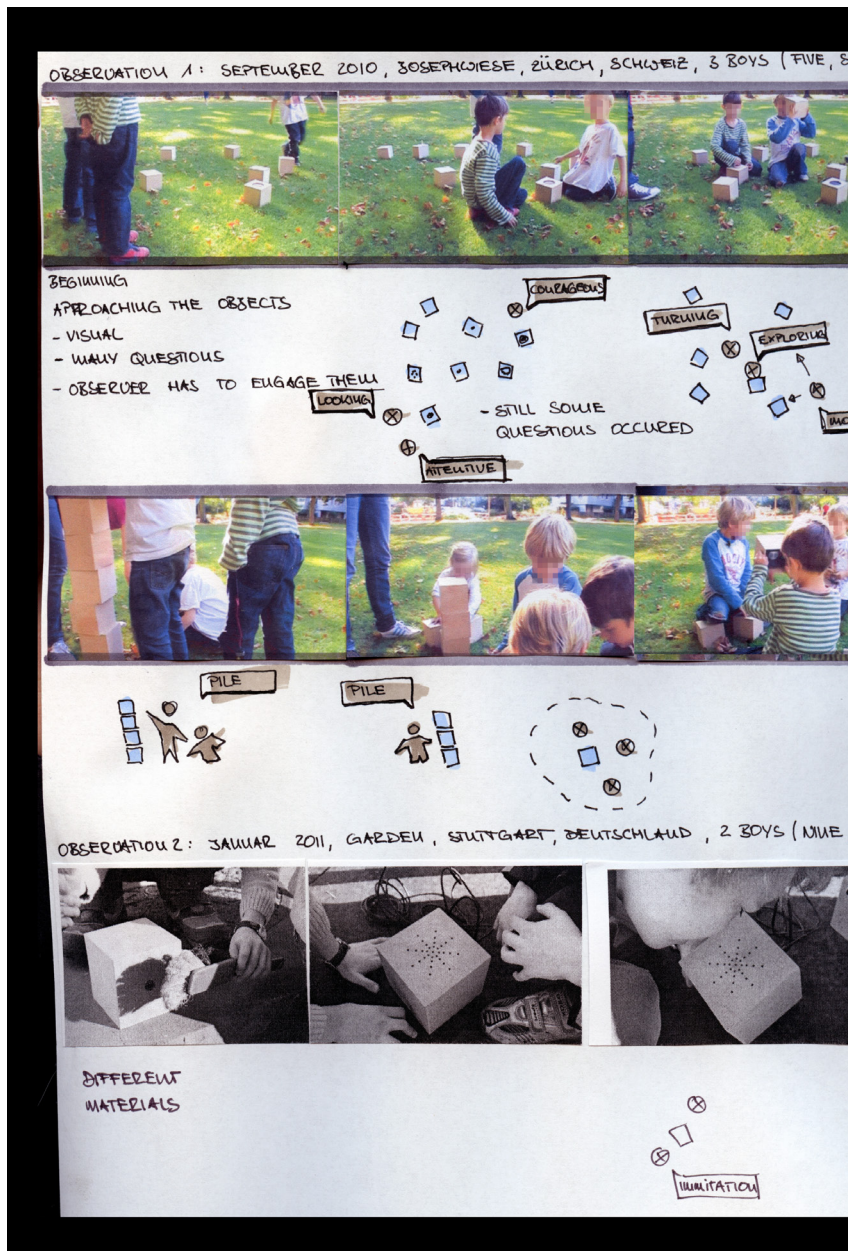 OBSERVATION 1: SEPTEMBER 2010, JOSEPHWIESE, ZÜRICH, SCHWEIZ, 3 BOYS (FIVE, S
BEGINNING
APPROACHING THE OBJECTS
- VISUAL
- MANY QUESTIONS
- OBSERVER HAS TO ENGAGE THEM
COURAGEOUS
LOOKING
ATTENTIVE
- STILL SOME
QUESTIONS OCCURED
TURNING
EXPLORING
PILE
PILE
OBSERVATION 2: JANUAR 2011, GARDEN, STUTTGART, DEUTSCHLAND, 2 BOYS (NINE
DIFFERENT
MATERIALS
IMMITATION